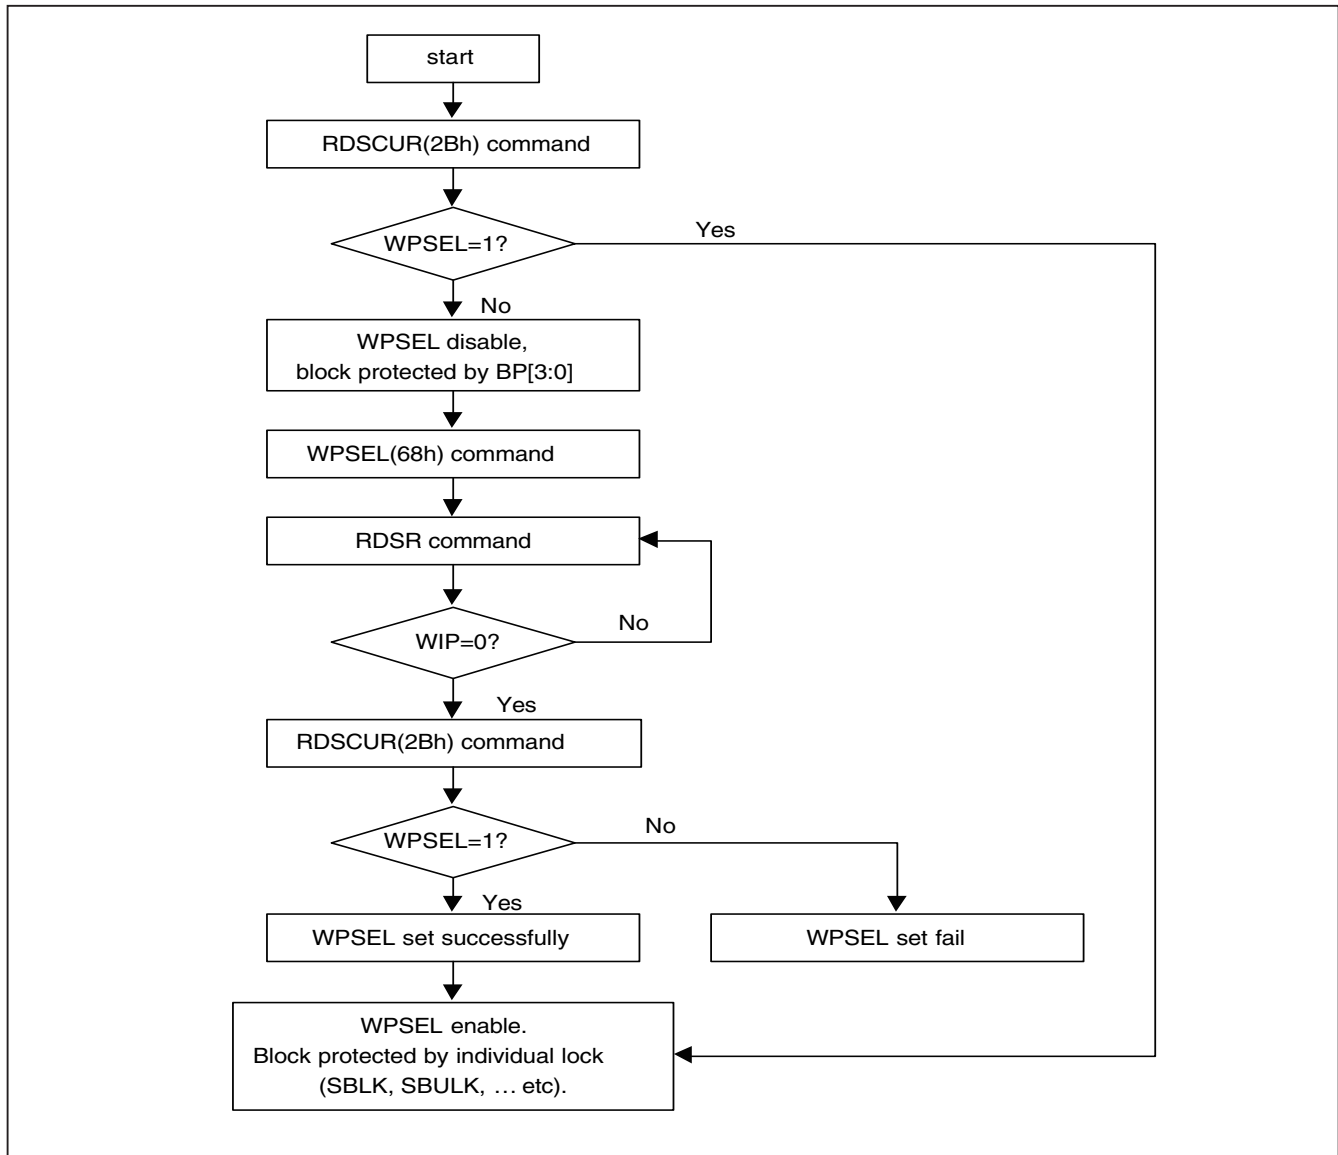 start
RDSCUR(2Bh) command
WPSEL=1?
Yes
No
WPSEL disable,
block protected by BP[3:0]
WPSEL(68h) command
RDSR command
WIP=0?
No
Yes
RDSCUR(2Bh) command
WPSEL=1?
No
Yes
WPSEL set successfully
WPSEL set fail
WPSEL enable.
Block protected by individual lock
(SBLK, SBULK, … etc).